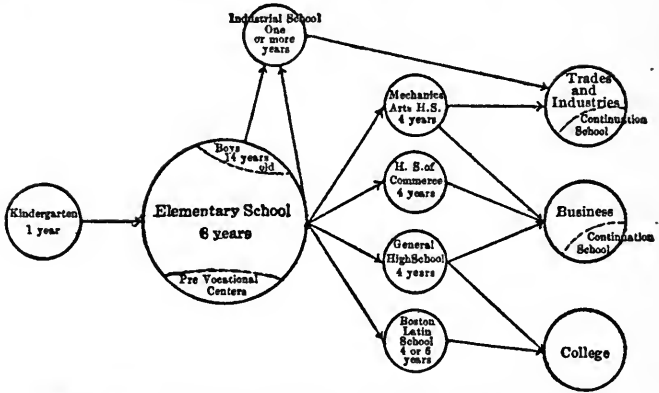 Industrial School
One
or more
years
Trades
and
Industries
Continuation
School
Mechanics
Arts H.S.
4 years
Boys
14 years
old
H. S. of
Commerce
4 years
Kindergarten
1 year
Elementary School
8 years
Business
Continuation
School
General
High School
4 years
Pre Vocational
Centers
Boston
Latin
School
4 or 6
years
College